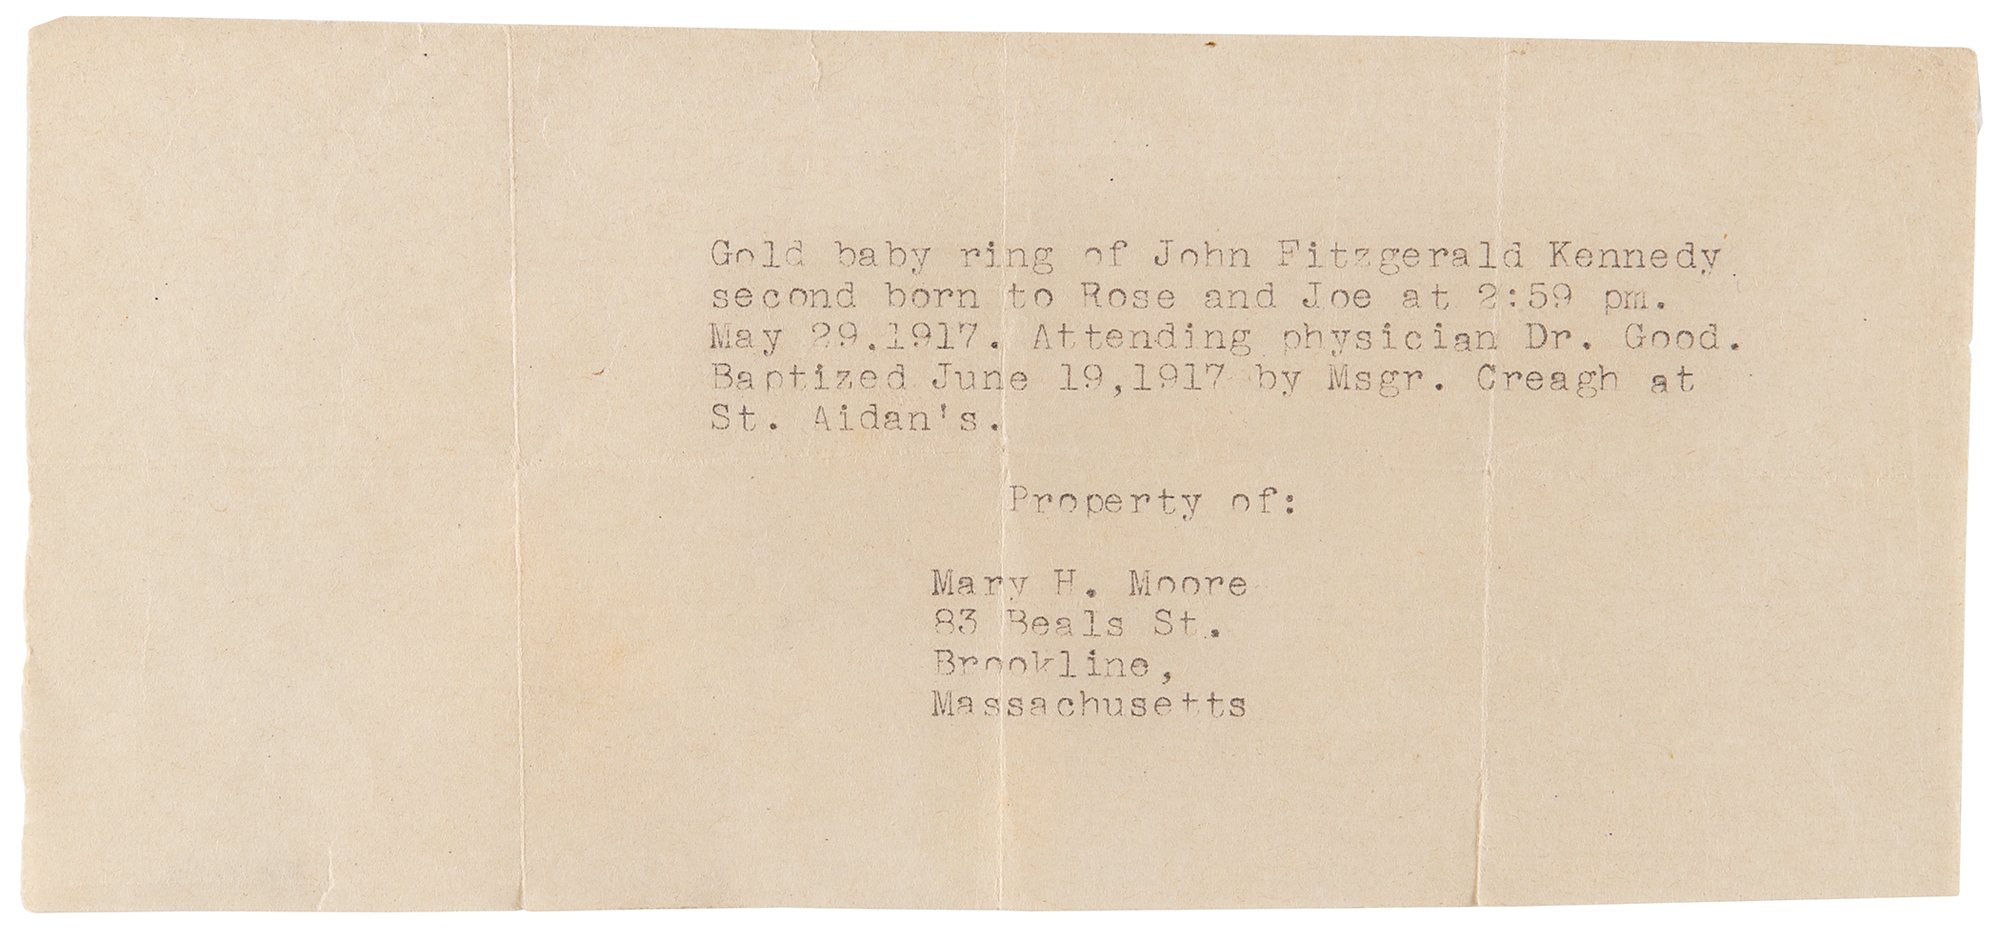 Gold baby ring of John Fitzgerald Kennedy
second born to Rose and Joe at 2:59 pm.
May 29.1917. Attending physician Dr. Good.
Baptized June 19,1917 by Msgr. Creagh at
St. Aidan's.
Property of:
Mary H. Moore
83 Beals St.
Brookline,
Massachusetts